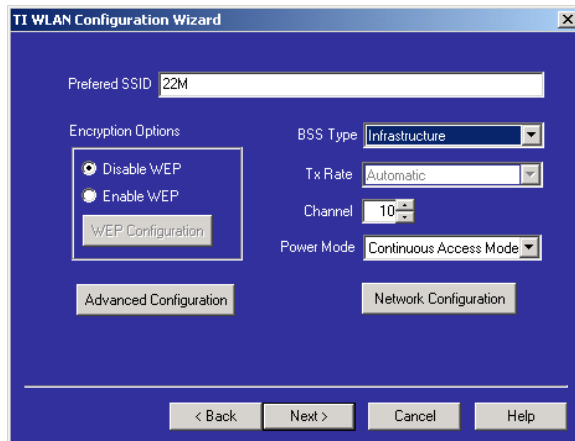 TI WLAN Configuration Wizard
Prefered SSID 22M
Encryption Options
Disable WEP
Enable WEP
WEP Configuration
BSS Type Infrastructure
Tx Rate Automatic
Channel 10
Power Mode Continuous Access Mode
Advanced Configuration
Network Configuration
< Back
Next >
Cancel
Help